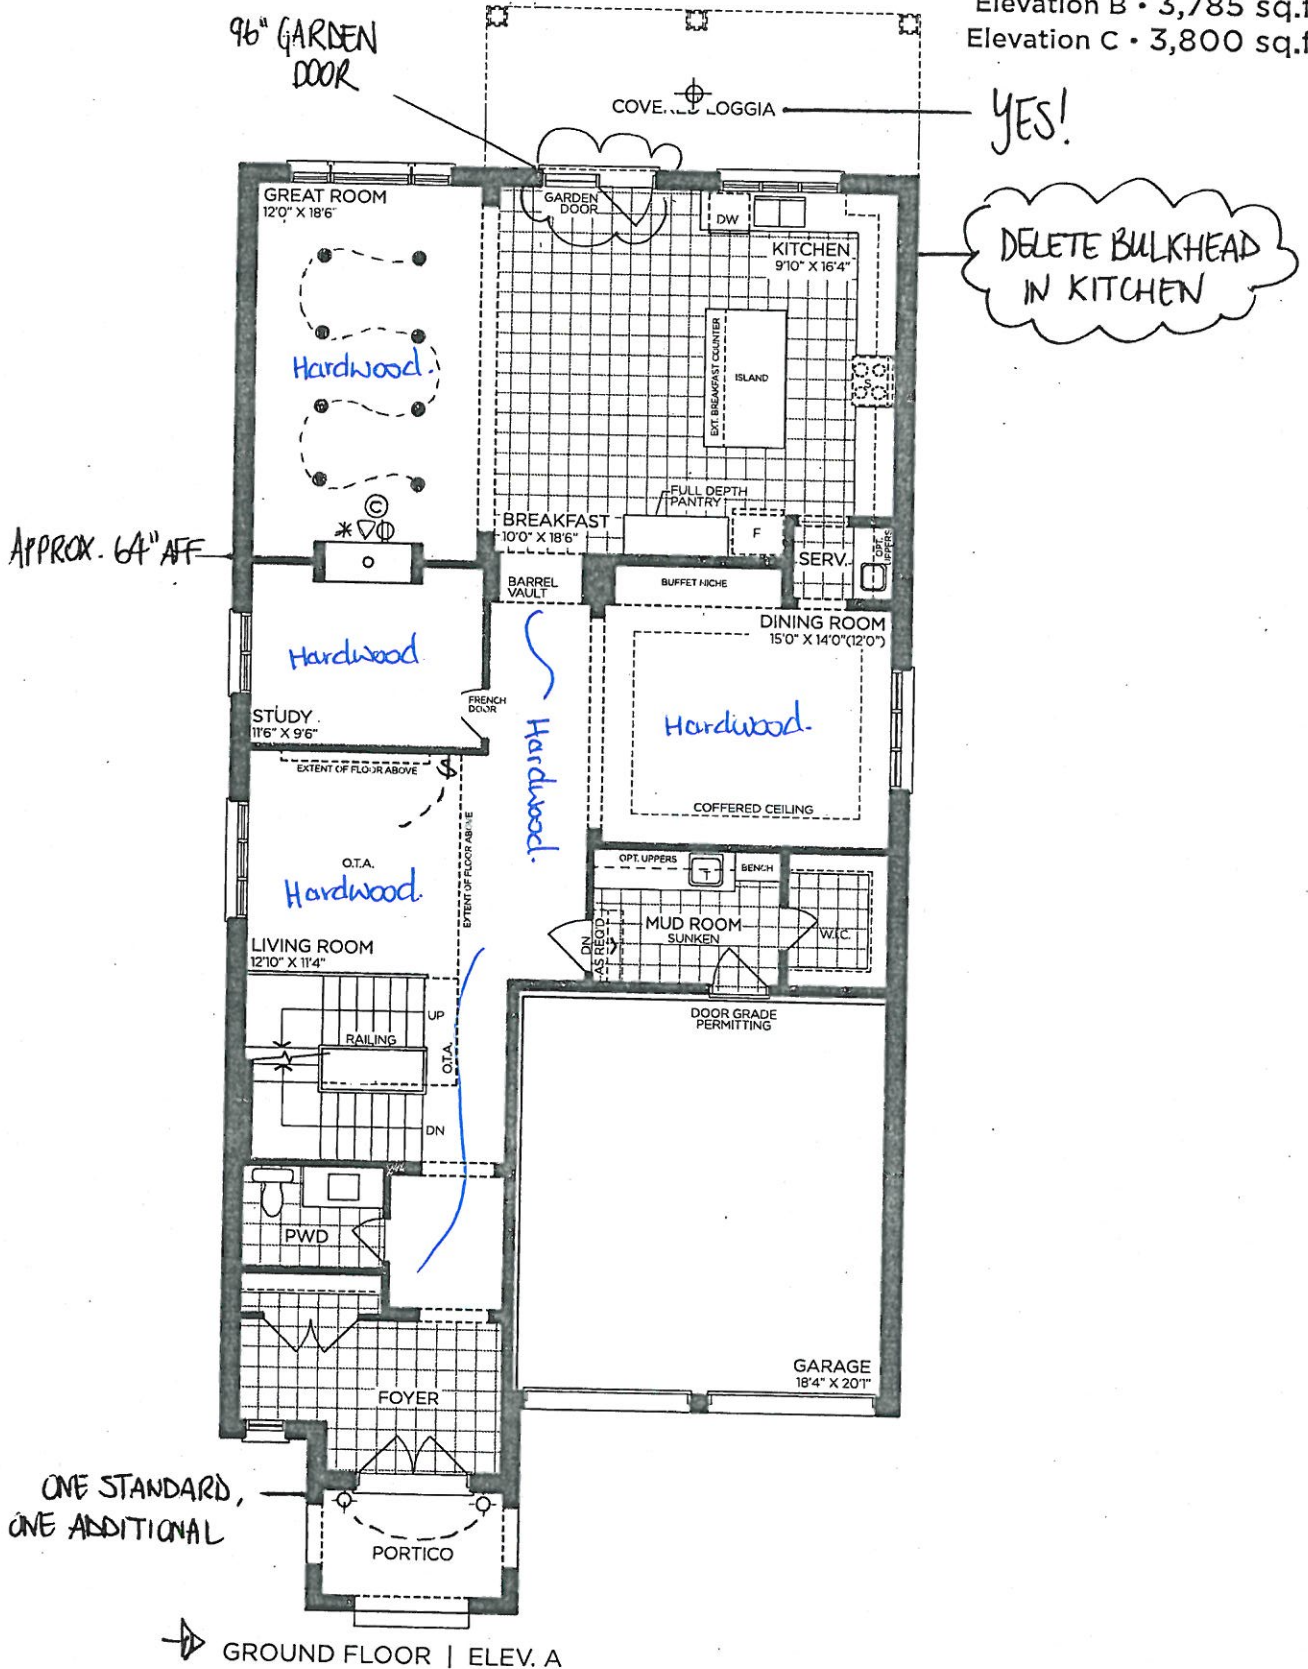 Elevation B • 3,785 sq.f
Elevation C • 3,800 sq.f
96" GARDEN
DOOR
LOGGIA
YES!
GREAT ROOM
12'0" X 18'6"
GARDEN
DOOR
DW
KITCHEN
9'10" X 16'4"
DELETE BULKHEAD
IN KITCHEN
Hardwood.
EXT. BREAKFAST COUNTER
ISLAND
S
FULL DEPTH
PANTRY
C
APPROX. 64" AFF
BREAKFAST
10'0" X 18'6"
F
SERV.
OPT.
UPPERS
BARREL
VAULT
BUFFET NICHE
DINING ROOM
15'0" X 14'0"(12'0")
Hardwood
FRENCH
DOOR
STUDY
11'6" X 9'6"
Hardwood.
Hardwood.
EXTENT OF FLOOR ABOVE
COFFERED CEILING
EXTENT OF FLOOR ABOVE
O.T.A.
Hardwood.
OPT. UPPERS
T
BENCH
MUD ROOM
SUNKEN
W.I.C.
DN
AS REQ'D
LIVING ROOM
12'10" X 11'4"
UP
RAILING
O.T.A.
DN
DOOR GRADE
PERMITTING
PWD
GARAGE
18'4" X 20'1"
FOYER
ONE STANDARD,
ONE ADDITIONAL
PORTICO
GROUND FLOOR | ELEV. A